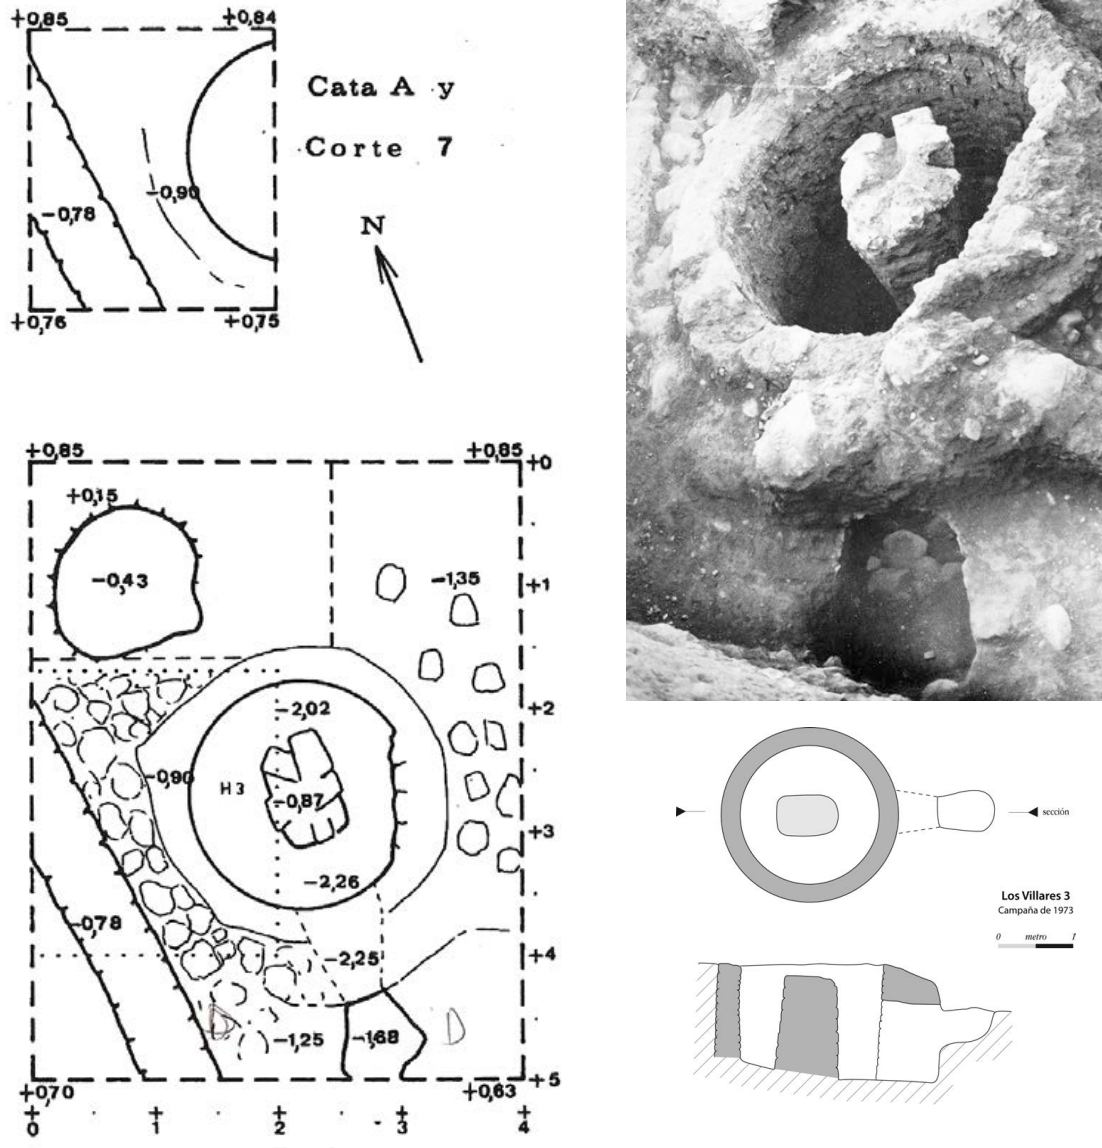 +0,85 +0,84
Cata A y
Corte 7
-0,90
-0,78
N
+0,76 +0,75
+0,85 +0,85 +0
+0,15
-0,43
-1,35
+1
+2
-2,02
-0,90
H3
-0,87
+3
-2,26
-0,78
-2,25
+4
-1,25
-1,68
+5
+0,70 +0,63
0 1 2 3 4
sección
Los Villares 3
Campaña de 1973
0 metro 1